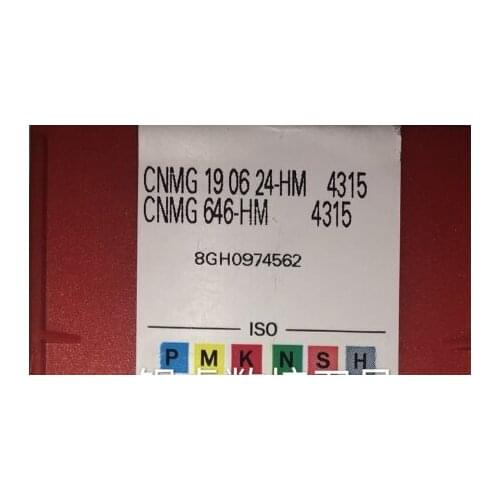 CNMG 19 06 24-HM 4315
CNMG 646-HM 4315
8GH0974562
ISO
P M K N S H